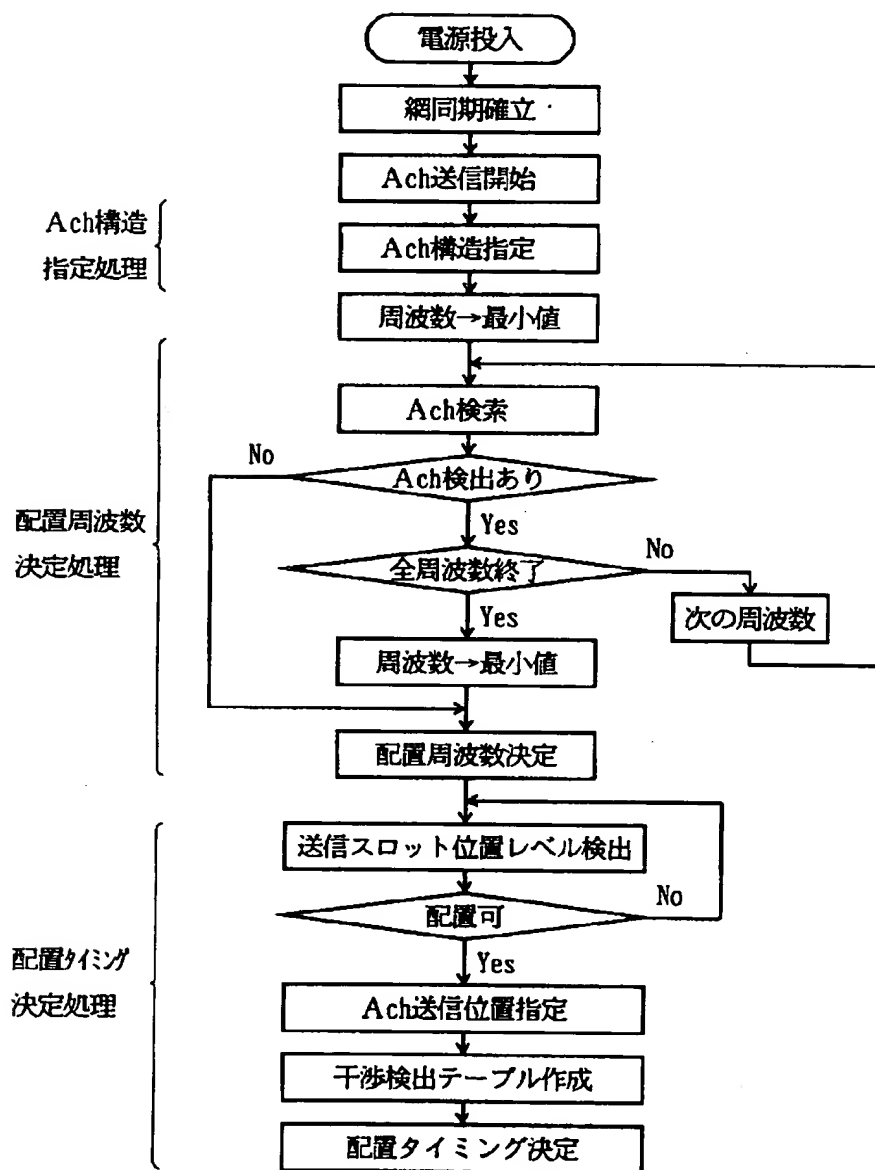 電源投入
網同期確立
Ach送信開始
Ach構造
指定処理
Ach構造指定
周波数→最小値
Ach検索
No
Ach検出あり
Yes
配置周波数
決定処理
全周波数終了
No
Yes
次の周波数
周波数→最小値
配置周波数決定
送信スロット位置レベル検出
配置可
No
Yes
配置タイミング
決定処理
Ach送信位置指定
干渉検出テーブル作成
配置タイミング決定